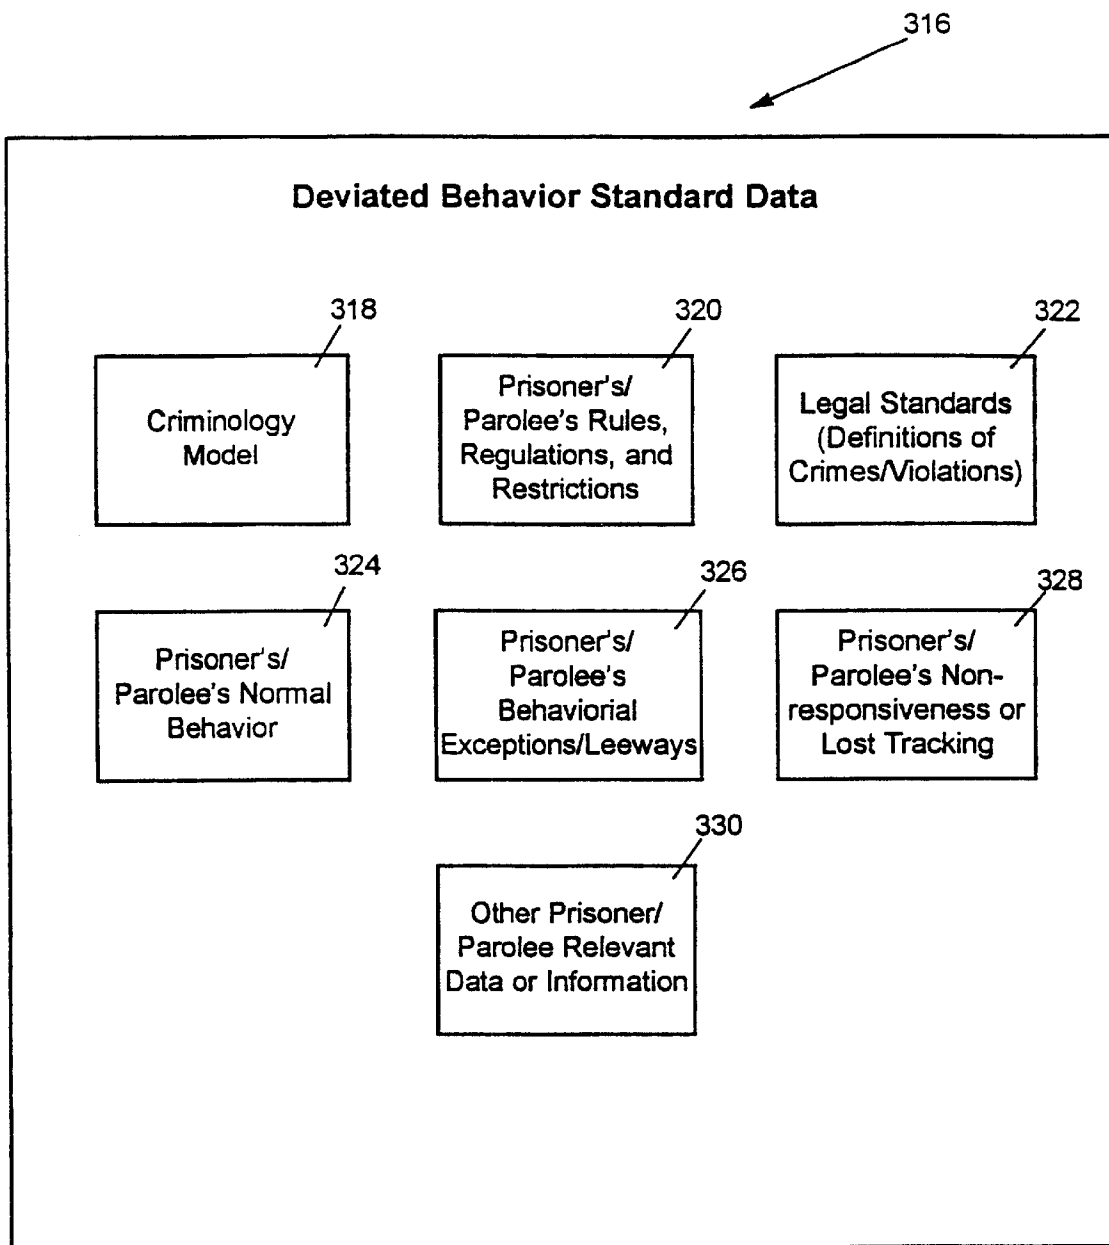 316
Deviated Behavior Standard Data
318
320
322
Criminology
Model
Prisoner's/
Parolee's Rules,
Regulations, and
Restrictions
Legal Standards
(Definitions of
Crimes/Violations)
324
326
328
Prisoner's/
Parolee's Normal
Behavior
Prisoner's/
Parolee's
Behaviorial
Exceptions/Leeways
Prisoner's/
Parolee's Non-
responsiveness or
Lost Tracking
330
Other Prisoner/
Parolee Relevant
Data or Information